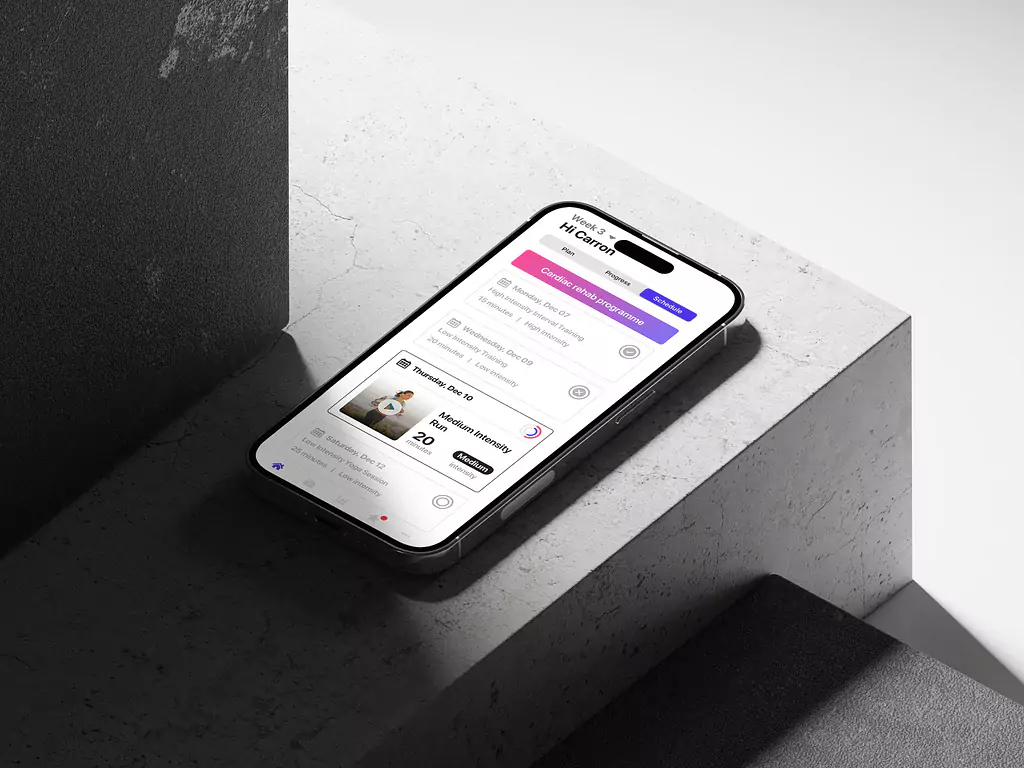 Week 3
Hi Carron
Plan
Progress
Schedule
Cardiac rehab programme
Monday, Dec 07
High Intensity Interval Training
15 minutes | High intensity
Wednesday, Dec 09
Low Intensity Training
20 minutes | Low intensity
Thursday, Dec 10
Medium Intensity
Run
20
minutes
Medium
intensity
Saturday, Dec 12
Low Intensity Yoga Session
25 minutes | Low intensity